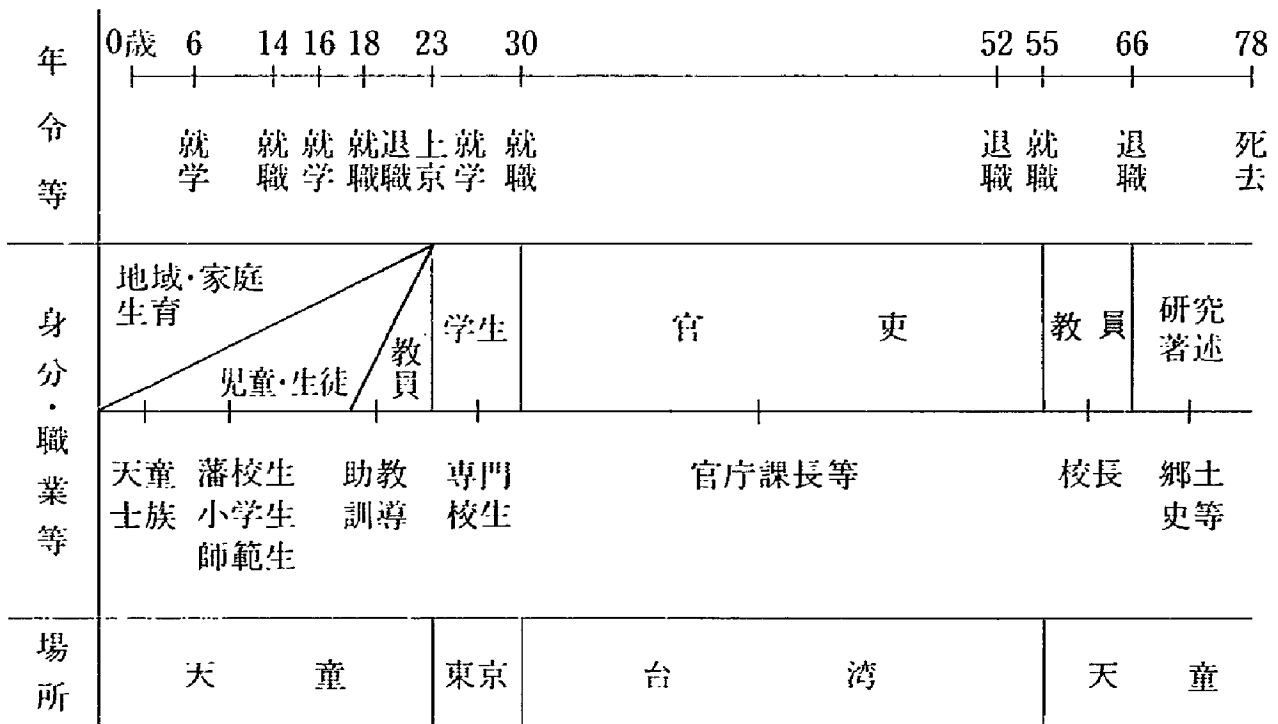 年令等
0歳 6 14 16 18 23 30 52 55 66 78
就学 就職 就学 就職 退職 上京 就学 就職 退職 就職 退職 死去
身分・職業等
地域・家庭
生育
児童・生徒
教員
学生
官吏
教員
研究
著述
天童
士族
藩校生
小学生
師範生
助教
訓導
専門
校生
官庁課長等
校長
郷土
史等
場所
天童
東京
台湾
天童